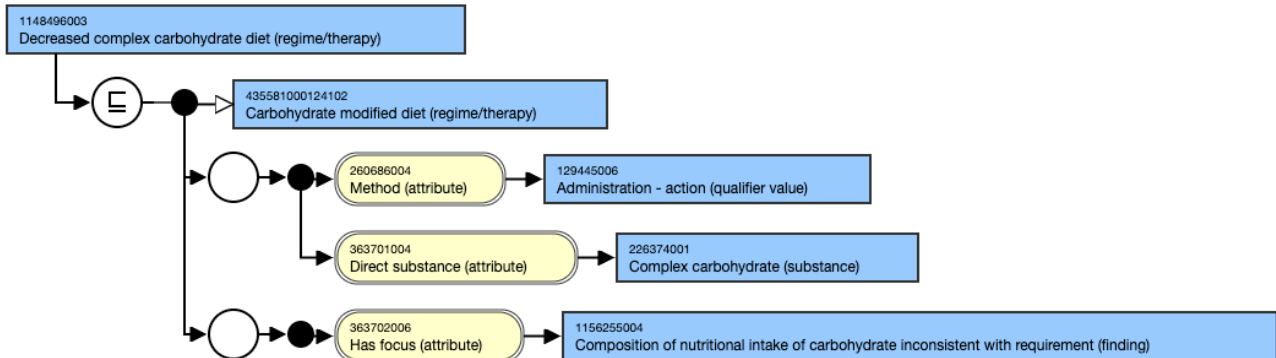 1148496003
Decreased complex carbohydrate diet (regime/therapy)
⊑
435581000124102
Carbohydrate modified diet (regime/therapy)
260686004
Method (attribute)
129445006
Administration - action (qualifier value)
363701004
Direct substance (attribute)
226374001
Complex carbohydrate (substance)
363702006
Has focus (attribute)
1156255004
Composition of nutritional intake of carbohydrate inconsistent with requirement (finding)